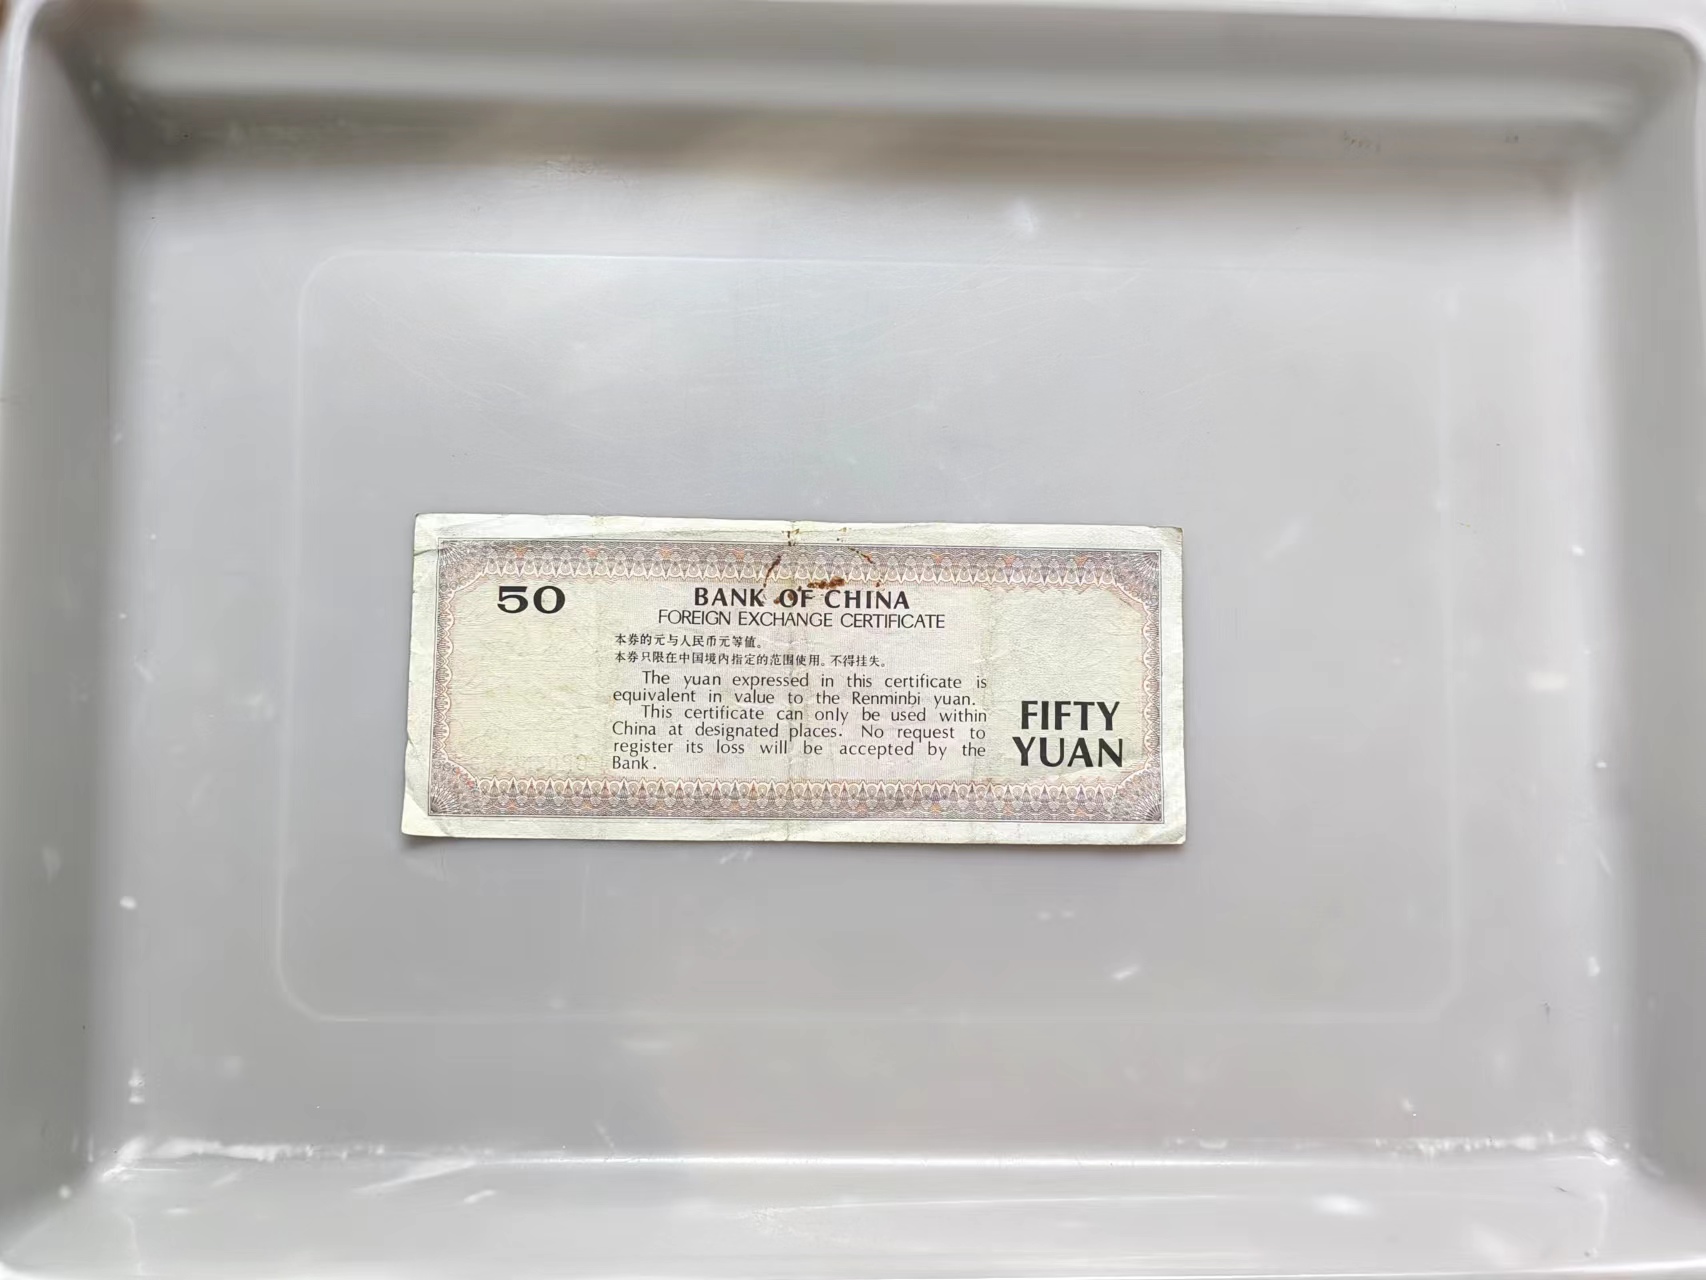 50
BANK OF CHINA
FOREIGN EXCHANGE CERTIFICATE
本券的元与人民币元等值。
本券只限在中国境内指定的范围使用。不得挂失。
The yuan expressed in this certificate is
equivalent in value to the Renminbi yuan.
This certificate can only be used within
China at designated places. No request to
register its loss will be accepted by the
Bank.
FIFTY
YUAN